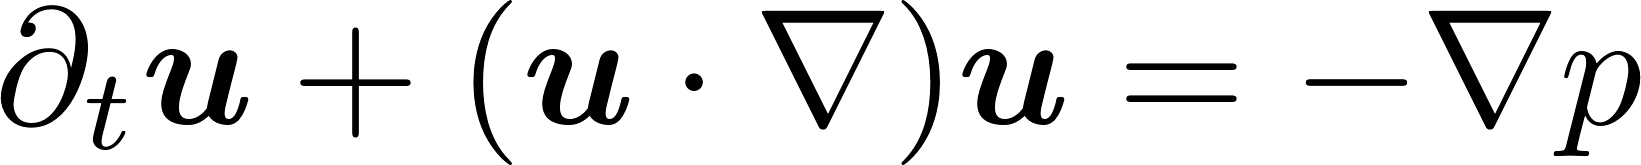 ∂ₜ𝒖 + (𝒖 · ∇)𝒖 = −∇p